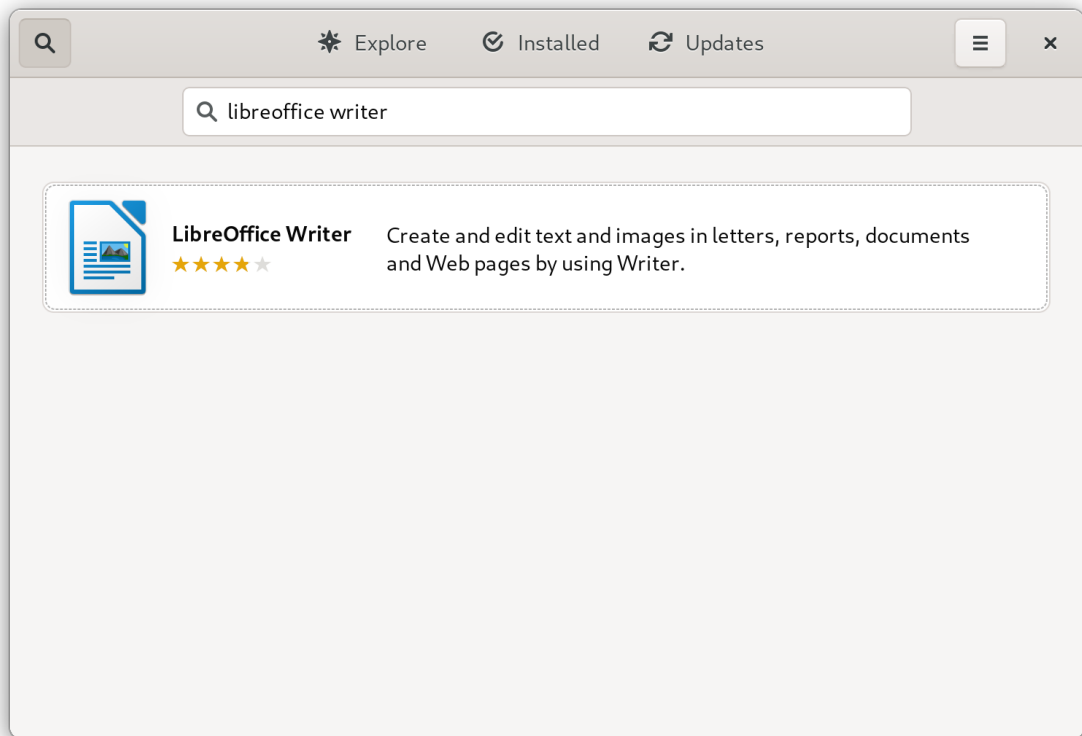 Explore Installed Updates
libreoffice writer
LibreOffice Writer
Create and edit text and images in letters, reports, documents
and Web pages by using Writer.